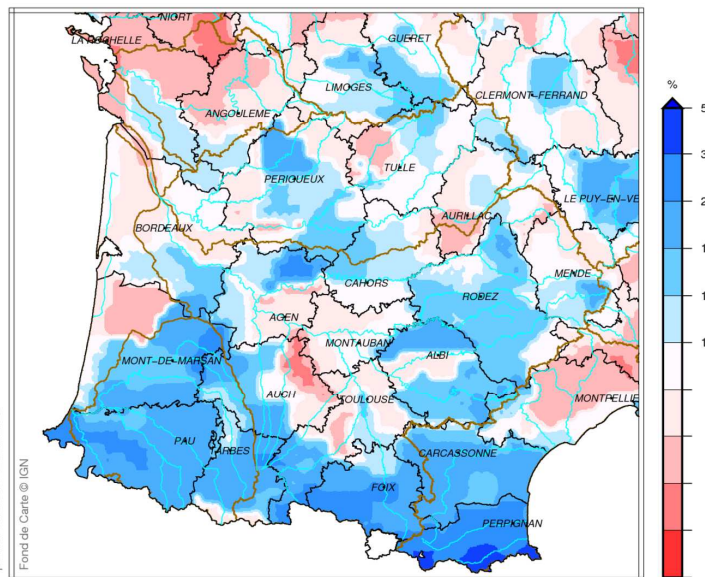 NIORT
LA ROCHELLE
GUERET
LIMOGES
CLERMONT-FERRAND
ANGOULEME
TULLE
PERIGUEUX
LE PUY-EN-VE
AURILLAC
BORDEAUX
MENDE
CAHORS
RODEZ
AGEN
MONTAUBAN
ALBI
MONT-DE-MARSAN
AUCH
TOULOUSE
MONTPELLIE
PAU
TARBES
CARCASSONNE
FOIX
PERPIGNAN
Fond de Carte © IGN
%
5
3
2
1
1
1